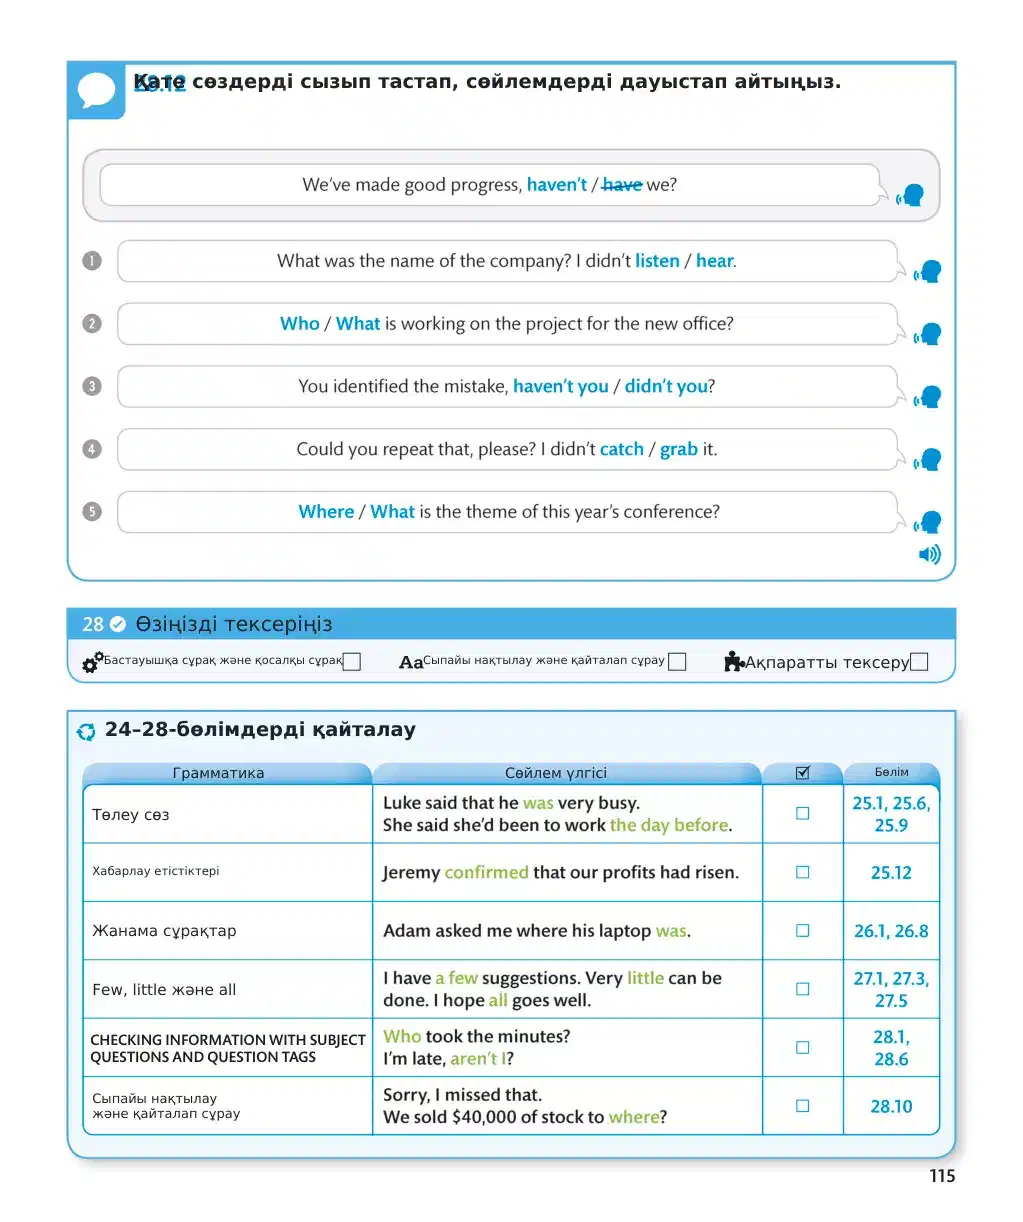 28.12 Қате сөздерді сызып тастап, сөйлемдерді дауыстап айтыңыз.
We've made good progress, haven't / have we?
1 What was the name of the company? I didn't listen / hear.
2 Who / What is working on the project for the new office?
3 You identified the mistake, haven't you / didn't you?
4 Could you repeat that, please? I didn't catch / grab it.
5 Where / What is the theme of this year's conference?
28 Өзіңізді тексеріңіз
Бастауышқа сұрақ және қосалқы сұрақ Aa Сыпайы нақтылау және қайталап сұрау Ақпаратты тексеру
24–28-бөлімдерді қайталау
Грамматика Сөйлем үлгісі Бөлім
Төлеу сөз
Luke said that he was very busy.
She said she'd been to work the day before.
25.1, 25.6,
25.9
Хабарлау етістіктері Jeremy confirmed that our profits had risen. 25.12
Жанама сұрақтар Adam asked me where his laptop was. 26.1, 26.8
Few, little және all
I have a few suggestions. Very little can be
done. I hope all goes well.
27.1, 27.3,
27.5
CHECKING INFORMATION WITH SUBJECT
QUESTIONS AND QUESTION TAGS
Who took the minutes?
I'm late, aren't I?
28.1,
28.6
Сыпайы нақтылау
және қайталап сұрау
Sorry, I missed that.
We sold $40,000 of stock to where?
28.10
115